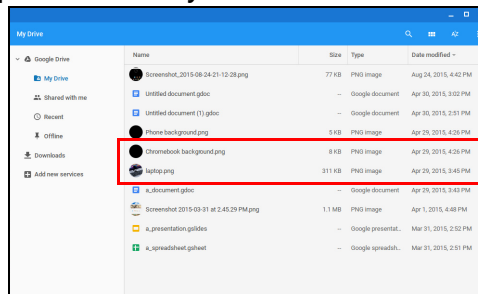 My Drive
Google Drive
My Drive
Shared with me
Recent
Offline
Downloads
Add new services
Name Size Type Date modified
Screenshot_2015-08-24-21-12-28.png 77 KB PNG image Aug 24, 2015, 4:42 PM
Untitled document.gdoc -- Google document Apr 30, 2015, 3:02 PM
Untitled document (1).gdoc -- Google document Apr 30, 2015, 2:51 PM
Phone background.png 5 KB PNG image Apr 29, 2015, 4:26 PM
Chromebook background.png 8 KB PNG image Apr 29, 2015, 4:26 PM
laptop.png 311 KB PNG image Apr 29, 2015, 3:45 PM
a_document.gdoc -- Google document Apr 29, 2015, 3:43 PM
Screenshot 2015-03-31 at 2.45.29 PM.png 1.1 MB PNG image Apr 1, 2015, 4:48 PM
a_presentation.gslides -- Google presentat... Mar 31, 2015, 2:52 PM
a_spreadsheet.gsheet -- Google spreadsh... Mar 31, 2015, 2:51 PM